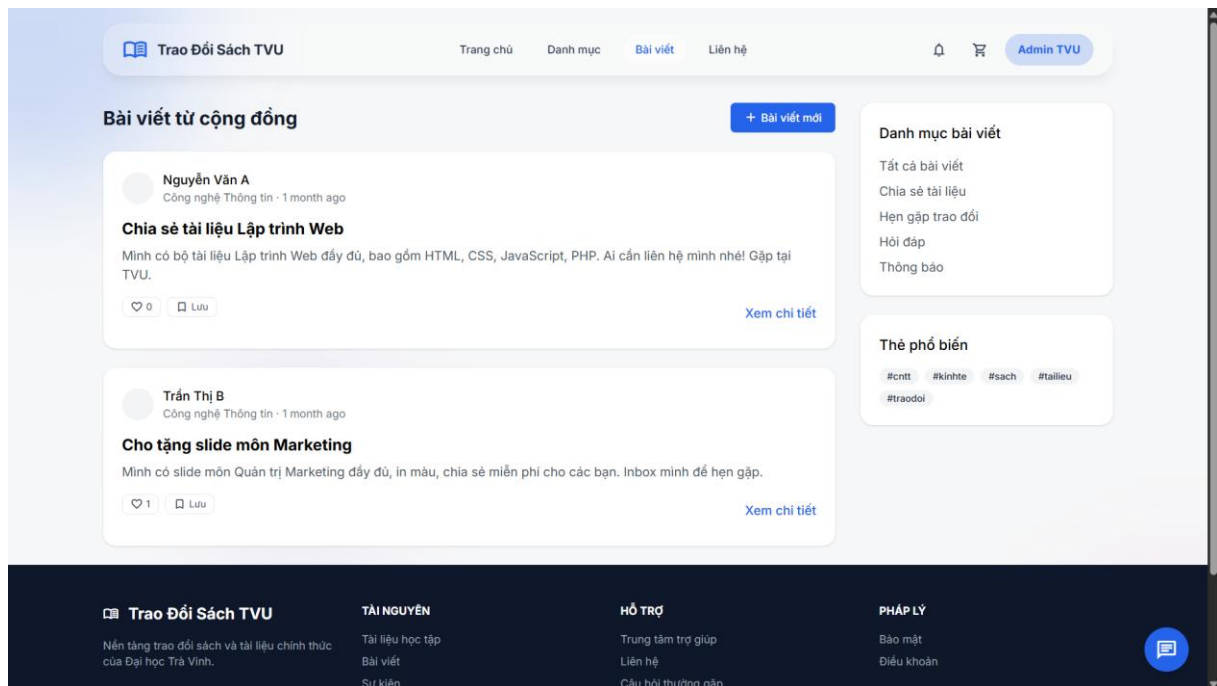 Trao Đổi Sách TVU
Trang chủ
Danh mục
Bài viết
Liên hệ
Admin TVU
Bài viết từ cộng đồng
+ Bài viết mới
Nguyễn Văn A
Công nghệ Thông tin · 1 month ago
Chia sẻ tài liệu Lập trình Web
Mình có bộ tài liệu Lập trình Web đầy đủ, bao gồm HTML, CSS, JavaScript, PHP. Ai cần liên hệ mình nhé! Gặp tại
TVU.
0
Lưu
Xem chi tiết
Trần Thị B
Công nghệ Thông tin · 1 month ago
Cho tặng slide môn Marketing
Mình có slide môn Quản trị Marketing đầy đủ, in màu, chia sẻ miễn phí cho các bạn. Inbox mình để hẹn gặp.
1
Lưu
Xem chi tiết
Danh mục bài viết
Tất cả bài viết
Chia sẻ tài liệu
Hẹn gặp trao đổi
Hỏi đáp
Thông báo
Thẻ phổ biến
#cntt #kinhte #sach #tailieu
#traodoi
Trao Đổi Sách TVU
Nền tảng trao đổi sách và tài liệu chính thức
của Đại học Trà Vinh.
TÀI NGUYÊN
Tài liệu học tập
Bài viết
Sự kiện
HỖ TRỢ
Trung tâm trợ giúp
Liên hệ
Câu hỏi thường gặp
PHÁP LÝ
Bảo mật
Điều khoản